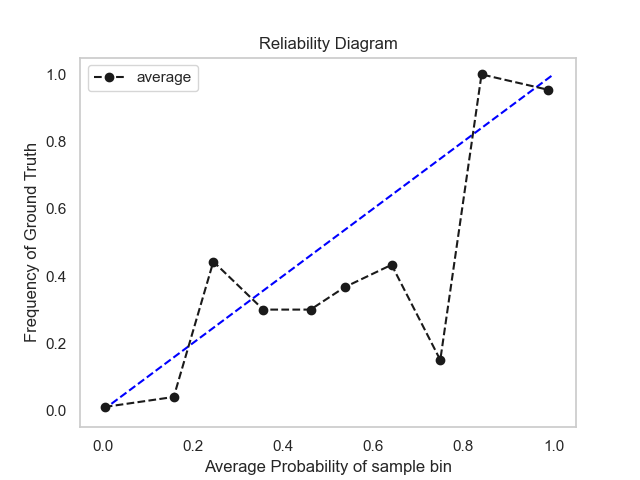 Reliability Diagram
average
Frequency of Ground Truth
1.0
0.8
0.6
0.4
0.2
0.0
0.0 0.2 0.4 0.6 0.8 1.0
Average Probability of sample bin